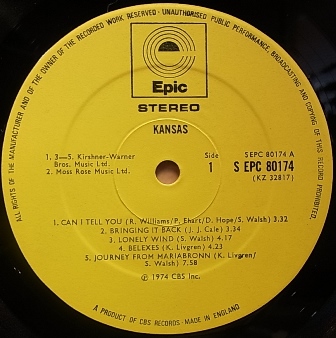 ALL RIGHTS OF THE MANUFACTURER AND OF THE OWNER OF THE RECORDED WORK RESERVED · UNAUTHORISED PUBLIC PERFORMANCE, BROADCASTING AND COPYING OF THIS RECORD PROHIBITED.
Epic
STEREO
KANSAS
1. 3–5. Kirshner-Warner
Bros. Music Ltd.
2. Moss Rose Music Ltd.
Side
1
SEPC 80174 A
S EPC 80174
(KZ 32817)
1. CAN I TELL YOU (R. Williams/P. Ehart/D. Hope/S. Walsh) 3.32
2. BRINGING IT BACK (J. J. Cale) 3.34
3. LONELY WIND (S. Walsh) 4.17
4. BELEXES (K. Livgren) 4.23
5. JOURNEY FROM MARIABRONN (K. Livgren/
S. Walsh) 7.58
℗ 1974 CBS Inc.
A PRODUCT OF CBS RECORDS · MADE IN ENGLAND